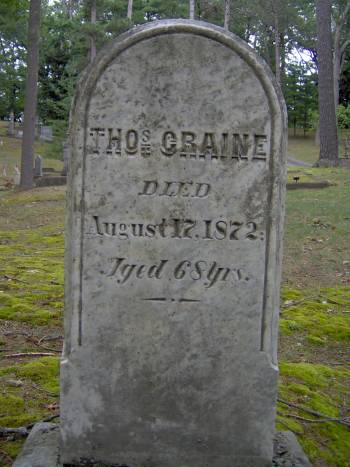 THOS CRAINE
DIED
August 17, 1872;
Aged 68 yrs.